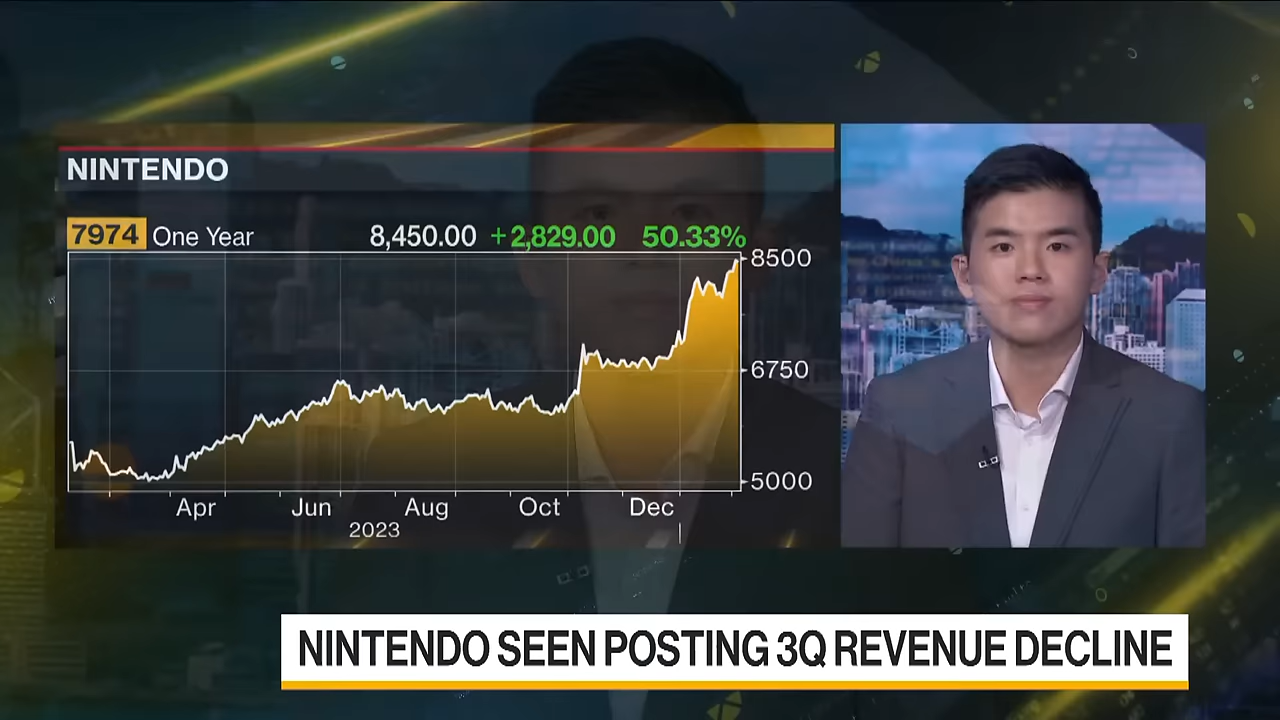 NINTENDO
7974 One Year 8,450.00 +2,829.00 50.33%
8500
6750
5000
Apr Jun Aug Oct Dec
2023
NINTENDO SEEN POSTING 3Q REVENUE DECLINE